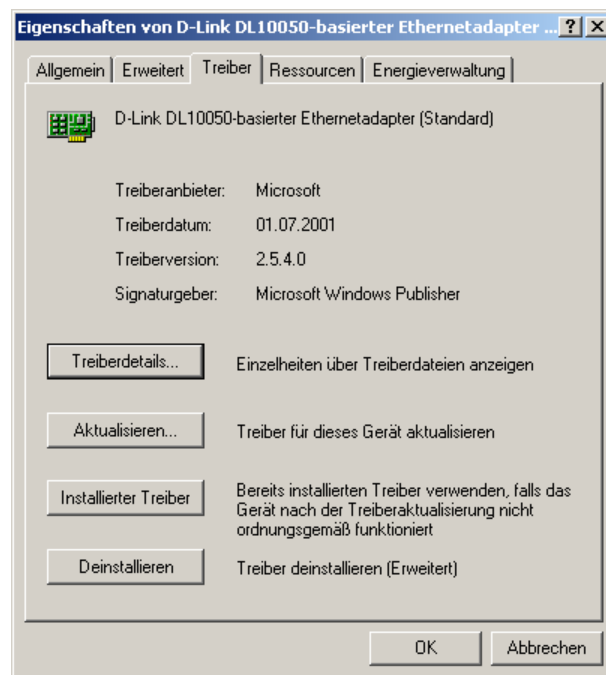 Eigenschaften von D-Link DL10050-basierter Ethernetadapter ...
Allgemein Erweitert Treiber Ressourcen Energieverwaltung
D-Link DL10050-basierter Ethernetadapter (Standard)
Treiberanbieter: Microsoft
Treiberdatum: 01.07.2001
Treiberversion: 2.5.4.0
Signaturgeber: Microsoft Windows Publisher
Treiberdetails... Einzelheiten über Treiberdateien anzeigen
Aktualisieren... Treiber für dieses Gerät aktualisieren
Installierter Treiber Bereits installierten Treiber verwenden, falls das
Gerät nach der Treiberaktualisierung nicht
ordnungsgemäß funktioniert
Deinstallieren Treiber deinstallieren (Erweitert)
OK Abbrechen